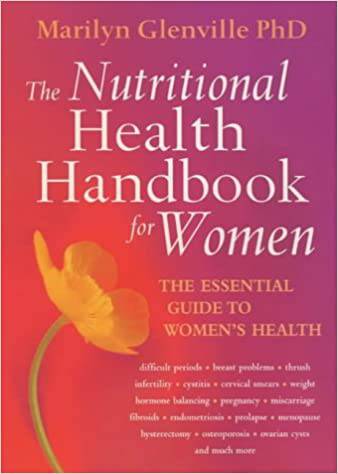 Marilyn Glenville PhD
The Nutritional
Health
Handbook
for Women
THE ESSENTIAL
GUIDE TO
WOMEN'S HEALTH
difficult periods • breast problems • thrush
infertility • cystitis • cervical smears • weight
hormone balancing • pregnancy • miscarriage
fibroids • endometriosis • prolapse • menopause
hysterectomy • osteoporosis • ovarian cysts
and much more